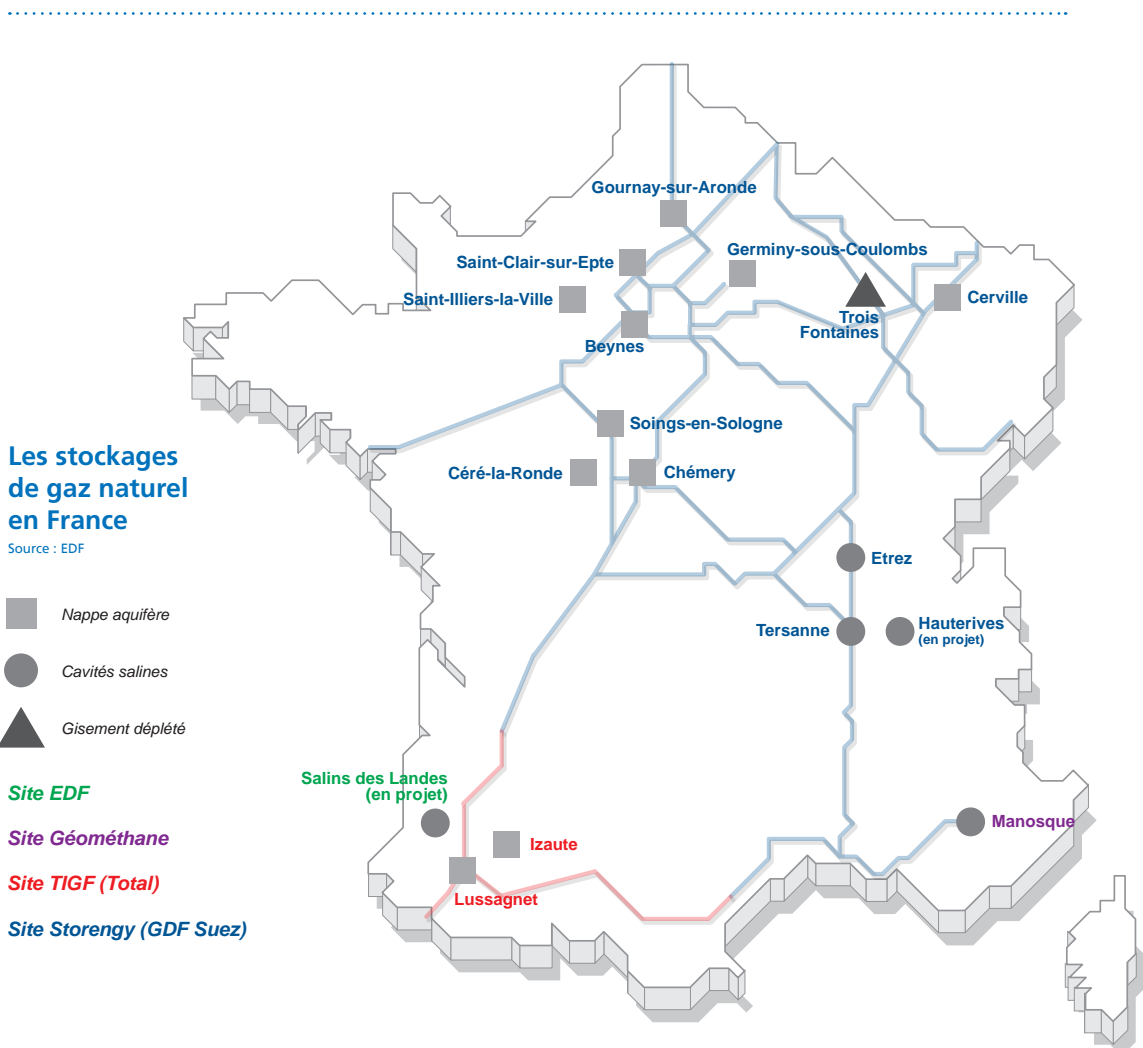 Gournay-sur-Aronde
Germiny-sous-Coulombs
Saint-Clair-sur-Epte
Saint-Illiers-la-Ville
Cerville
Trois
Fontaines
Beynes
Soings-en-Sologne
Céré-la-Ronde
Chémery
Les stockages
de gaz naturel
en France
Source : EDF
Etrez
Nappe aquifère
Tersanne
Hauterives
(en projet)
Cavités salines
Gisement déplété
Salins des Landes
(en projet)
Site EDF
Manosque
Site Géométhane
Izaute
Site TIGF (Total)
Lussagnet
Site Storengy (GDF Suez)